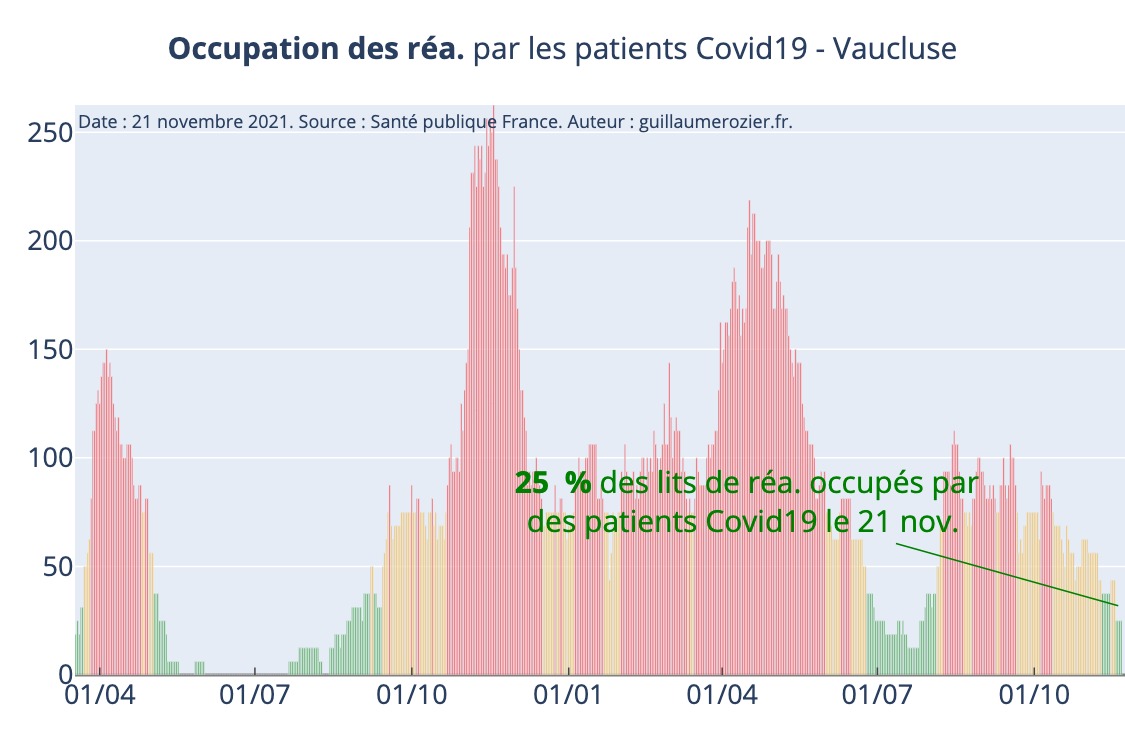 Occupation des réa. par les patients Covid19 - Vaucluse
Date : 21 novembre 2021. Source : Santé publique France. Auteur : guillaumerozier.fr.
250
200
150
100
50
0
25 % des lits de réa. occupés par
des patients Covid19 le 21 nov.
01/04 01/07 01/10 01/01 01/04 01/07 01/10